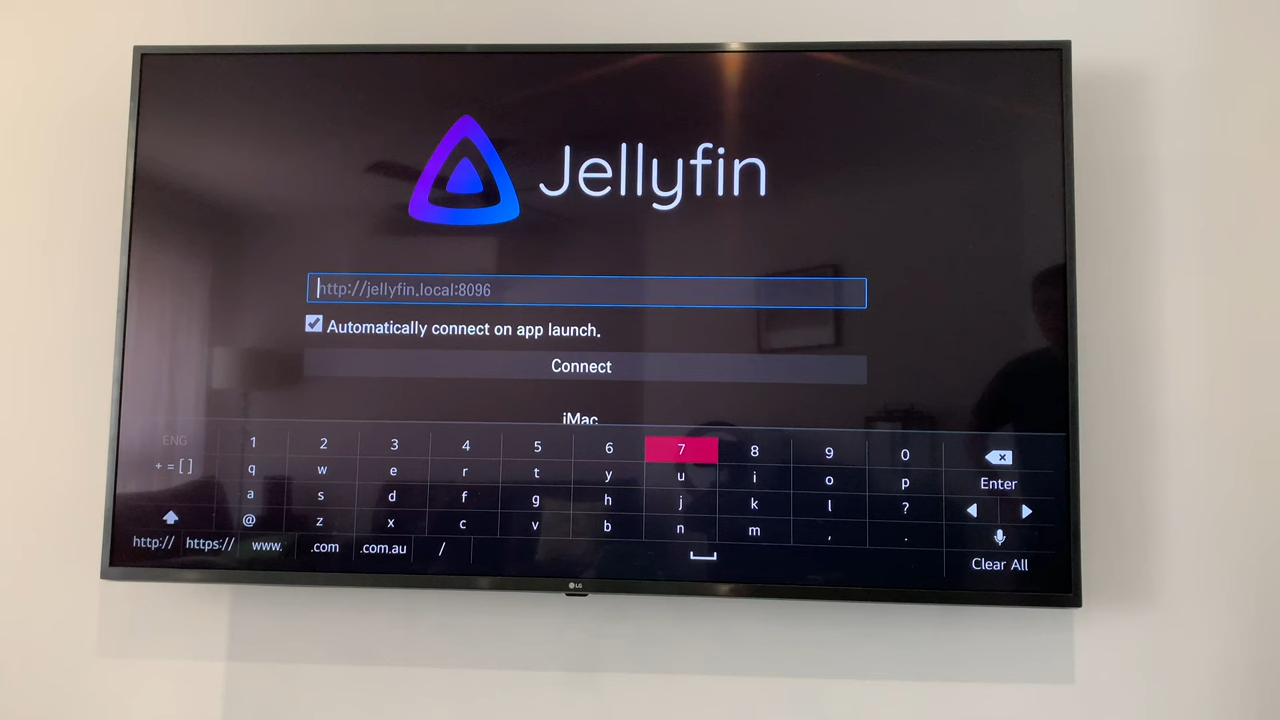 Jellyfin
http://jellyfin.local:8096
Automatically connect on app launch.
Connect
iMac
ENG 1 2 3 4 5 6 7 8 9 0
+ = [ ] q w e r t y u i o p Enter
a s d f g h j k l ?
@ z x c v b n m , .
http:// https:// www. .com .com.au / Clear All
LG